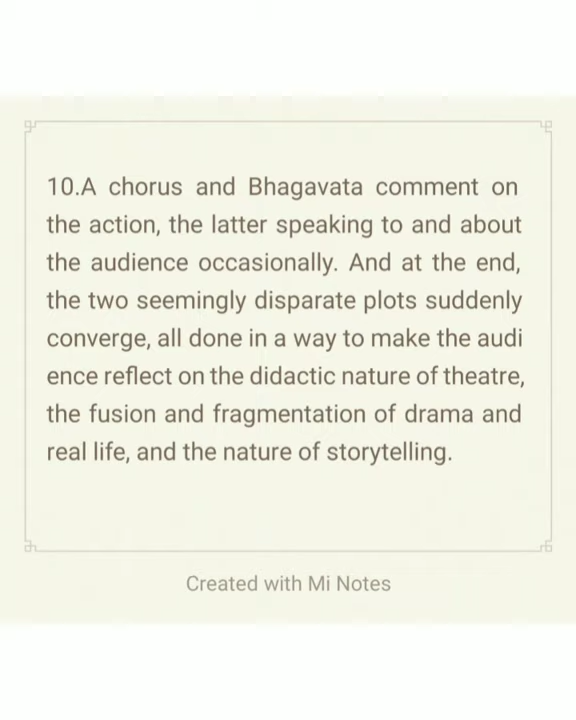 10.A chorus and Bhagavata comment on
the action, the latter speaking to and about
the audience occasionally. And at the end,
the two seemingly disparate plots suddenly
converge, all done in a way to make the audi
ence reflect on the didactic nature of theatre,
the fusion and fragmentation of drama and
real life, and the nature of storytelling.
Created with Mi Notes